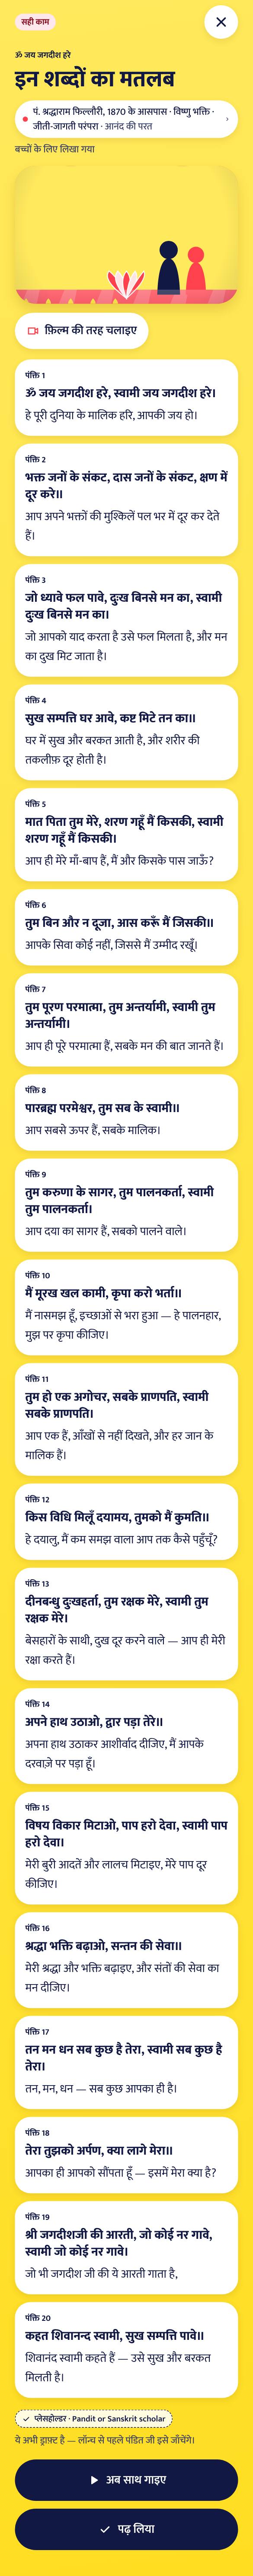 सही काम
ॐ जय जगदीश हरे
इन शब्दों का मतलब
पं. श्रद्धाराम फिल्लौरी, 1870 के आसपास · विष्णु भक्ति ·
जीती-जागती परंपरा · आनंद की परत
बच्चों के लिए लिखा गया
फ़िल्म की तरह चलाइए
पंक्ति 1
ॐ जय जगदीश हरे, स्वामी जय जगदीश हरे।
हे पूरी दुनिया के मालिक हरि, आपकी जय हो।
पंक्ति 2
भक्त जनों के संकट, दास जनों के संकट, क्षण में
दूर करे॥
आप अपने भक्तों की मुश्किलें पल भर में दूर कर देते
हैं।
पंक्ति 3
जो ध्यावे फल पावे, दुःख बिनसे मन का, स्वामी
दुःख बिनसे मन का।
जो आपको याद करता है उसे फल मिलता है, और मन
का दुख मिट जाता है।
पंक्ति 4
सुख सम्पत्ति घर आवे, कष्ट मिटे तन का॥
घर में सुख और बरकत आती है, और शरीर की
तकलीफ़ दूर होती है।
पंक्ति 5
मात पिता तुम मेरे, शरण गहूँ मैं किसकी, स्वामी
शरण गहूँ मैं किसकी।
आप ही मेरे माँ-बाप हैं, मैं और किसके पास जाऊँ?
पंक्ति 6
तुम बिन और न दूजा, आस करूँ मैं जिसकी॥
आपके सिवा कोई नहीं, जिससे मैं उम्मीद रखूँ।
पंक्ति 7
तुम पूरण परमात्मा, तुम अन्तर्यामी, स्वामी तुम
अन्तर्यामी।
आप ही पूरे परमात्मा हैं, सबके मन की बात जानते हैं।
पंक्ति 8
पारब्रह्म परमेश्वर, तुम सब के स्वामी॥
आप सबसे ऊपर हैं, सबके मालिक।
पंक्ति 9
तुम करुणा के सागर, तुम पालनकर्ता, स्वामी
तुम पालनकर्ता।
आप दया का सागर हैं, सबको पालने वाले।
पंक्ति 10
मैं मूरख खल कामी, कृपा करो भर्ता॥
मैं नासमझ हूँ, इच्छाओं से भरा हुआ — हे पालनहार,
मुझ पर कृपा कीजिए।
पंक्ति 11
तुम हो एक अगोचर, सबके प्राणपति, स्वामी
सबके प्राणपति।
आप एक हैं, आँखों से नहीं दिखते, और हर जान के
मालिक हैं।
पंक्ति 12
किस विधि मिलूँ दयामय, तुमको मैं कुमति॥
हे दयालु, मैं कम समझ वाला आप तक कैसे पहुँचूँ?
पंक्ति 13
दीनबन्धु दुःखहर्ता, तुम रक्षक मेरे, स्वामी तुम
रक्षक मेरे।
बेसहारों के साथी, दुख दूर करने वाले — आप ही मेरी
रक्षा करते हैं।
पंक्ति 14
अपने हाथ उठाओ, द्वार पड़ा तेरे॥
अपना हाथ उठाकर आशीर्वाद दीजिए, मैं आपके
दरवाज़े पर पड़ा हूँ।
पंक्ति 15
विषय विकार मिटाओ, पाप हरो देवा, स्वामी पाप
हरो देवा।
मेरी बुरी आदतें और लालच मिटाइए, मेरे पाप दूर
कीजिए।
पंक्ति 16
श्रद्धा भक्ति बढ़ाओ, सन्तन की सेवा॥
मेरी श्रद्धा और भक्ति बढ़ाइए, और संतों की सेवा का
मन दीजिए।
पंक्ति 17
तन मन धन सब कुछ है तेरा, स्वामी सब कुछ है
तेरा।
तन, मन, धन — सब कुछ आपका ही है।
पंक्ति 18
तेरा तुझको अर्पण, क्या लागे मेरा॥
आपका ही आपको सौंपता हूँ — इसमें मेरा क्या है?
पंक्ति 19
श्री जगदीशजी की आरती, जो कोई नर गावे,
स्वामी जो कोई नर गावे।
जो भी जगदीश जी की ये आरती गाता है,
पंक्ति 20
कहत शिवानन्द स्वामी, सुख सम्पत्ति पावे॥
शिवानंद स्वामी कहते हैं — उसे सुख और बरकत
मिलती है।
प्लेसहोल्डर · Pandit or Sanskrit scholar
ये अभी ड्राफ़्ट है — लॉन्च से पहले पंडित जी इसे जाँचेंगे।
अब साथ गाइए
पढ़ लिया